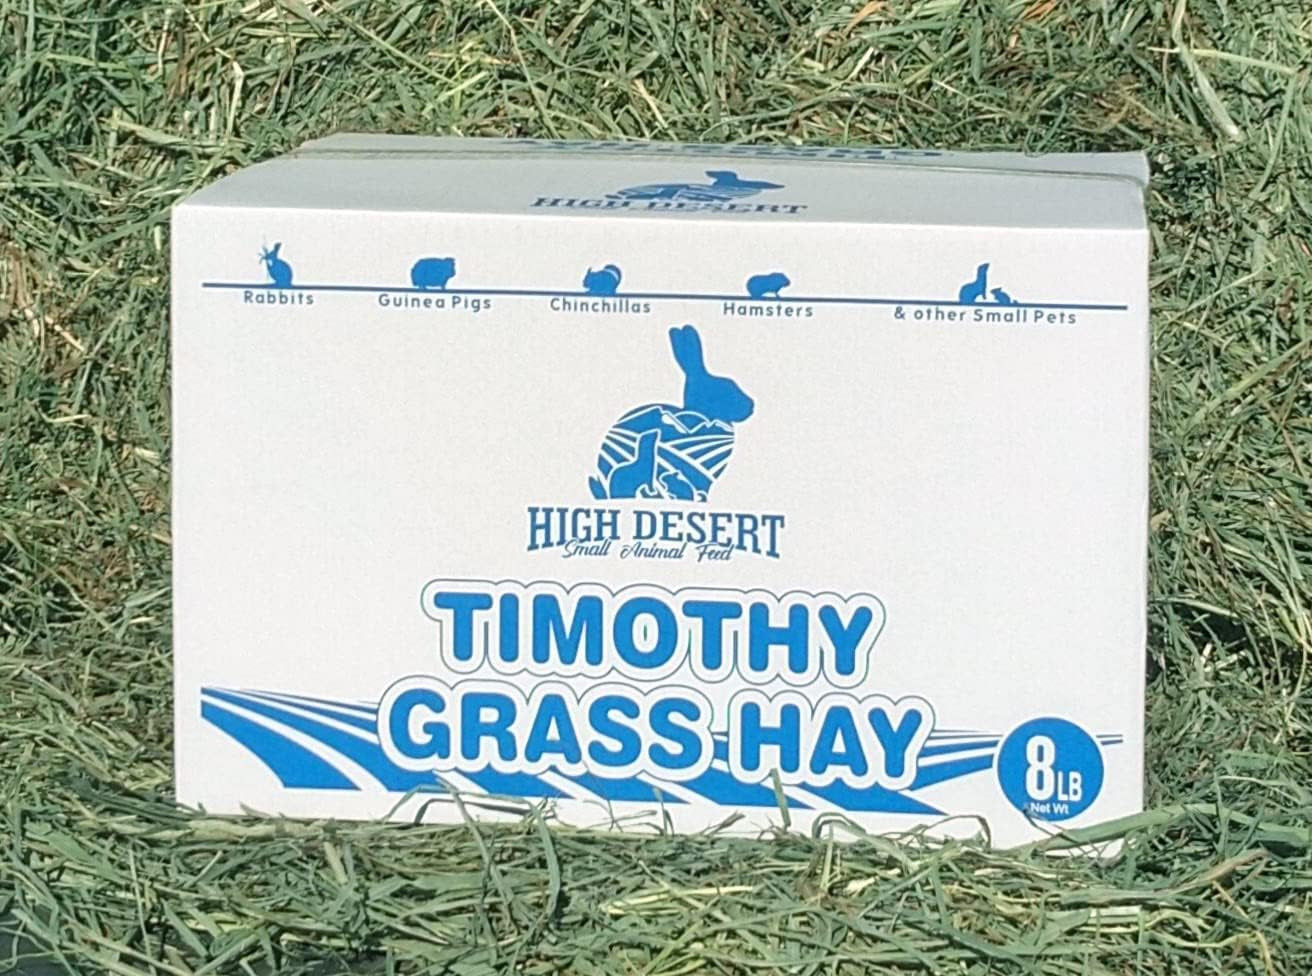 HIGH DESERT
Rabbits
Guinea Pigs
Chinchillas
Hamsters
& other Small Pets
HIGH DESERT
Small Animal Feed
TIMOTHY
GRASS HAY
8LB
Net Wt